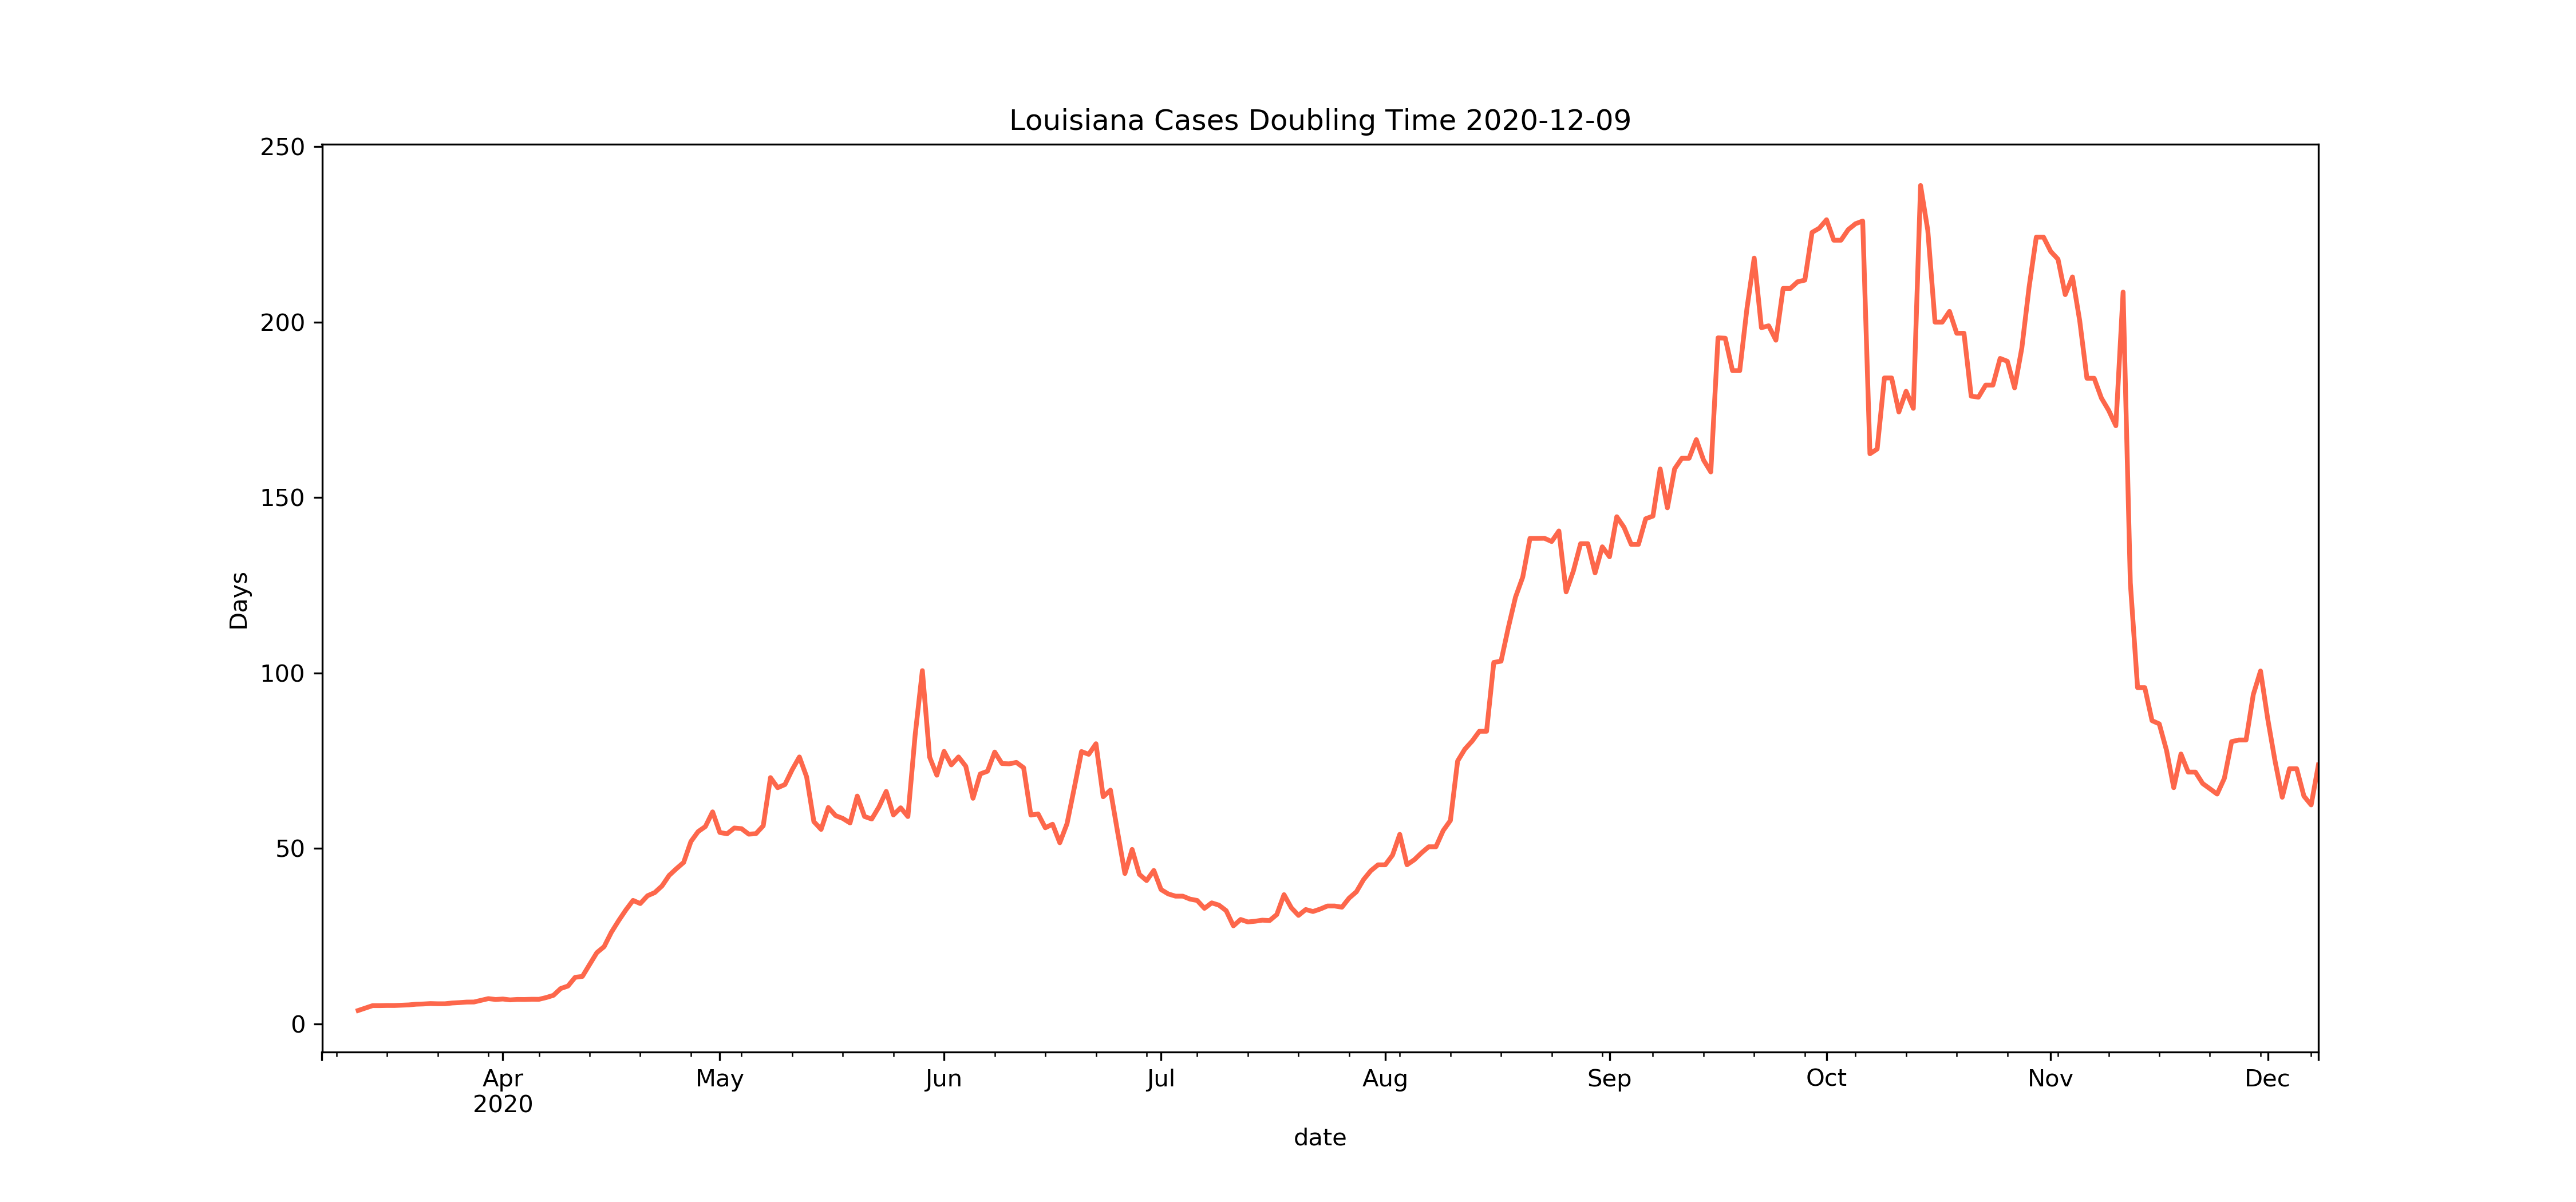 Louisiana Cases Doubling Time 2020-12-09
250
200
150
100
50
0
Days
Apr May Jun Jul Aug Sep Oct Nov Dec
2020
date